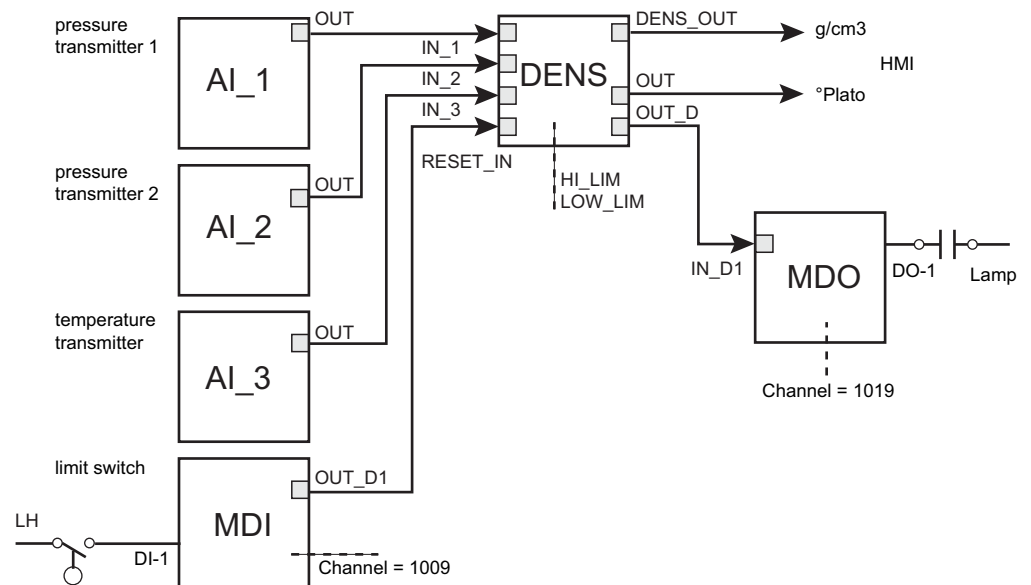 pressure
transmitter 1
OUT
AI_1
IN_1
IN_2
IN_3
RESET_IN
DENS
DENS_OUT
g/cm3
HMI
OUT
°Plato
OUT_D
HI_LIM
LOW_LIM
pressure
transmitter 2
OUT
AI_2
IN_D1
MDO
DO-1
Lamp
Channel = 1019
temperature
transmitter
OUT
AI_3
limit switch
OUT_D1
MDI
LH
DI-1
Channel = 1009